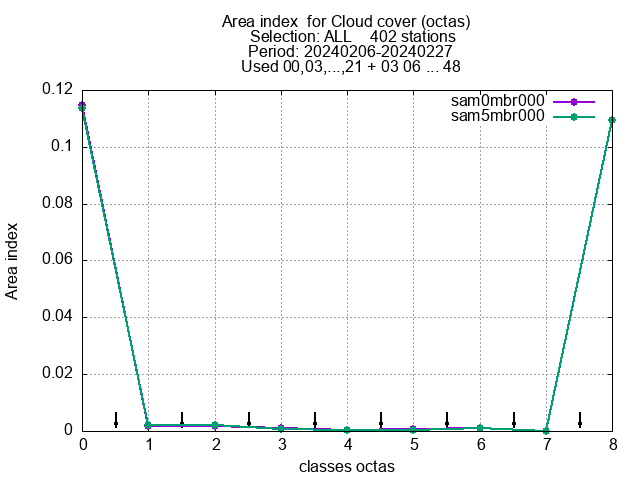 Area index  for Cloud cover (octas)
Selection: ALL    402 stations
Period: 20240206-20240227
Used 00,03,...,21 + 03 06 ... 48
sam0mbr000
sam5mbr000
0.12
0.1
0.08
0.06
0.04
0.02
0
Area index
0 1 2 3 4 5 6 7 8
classes octas